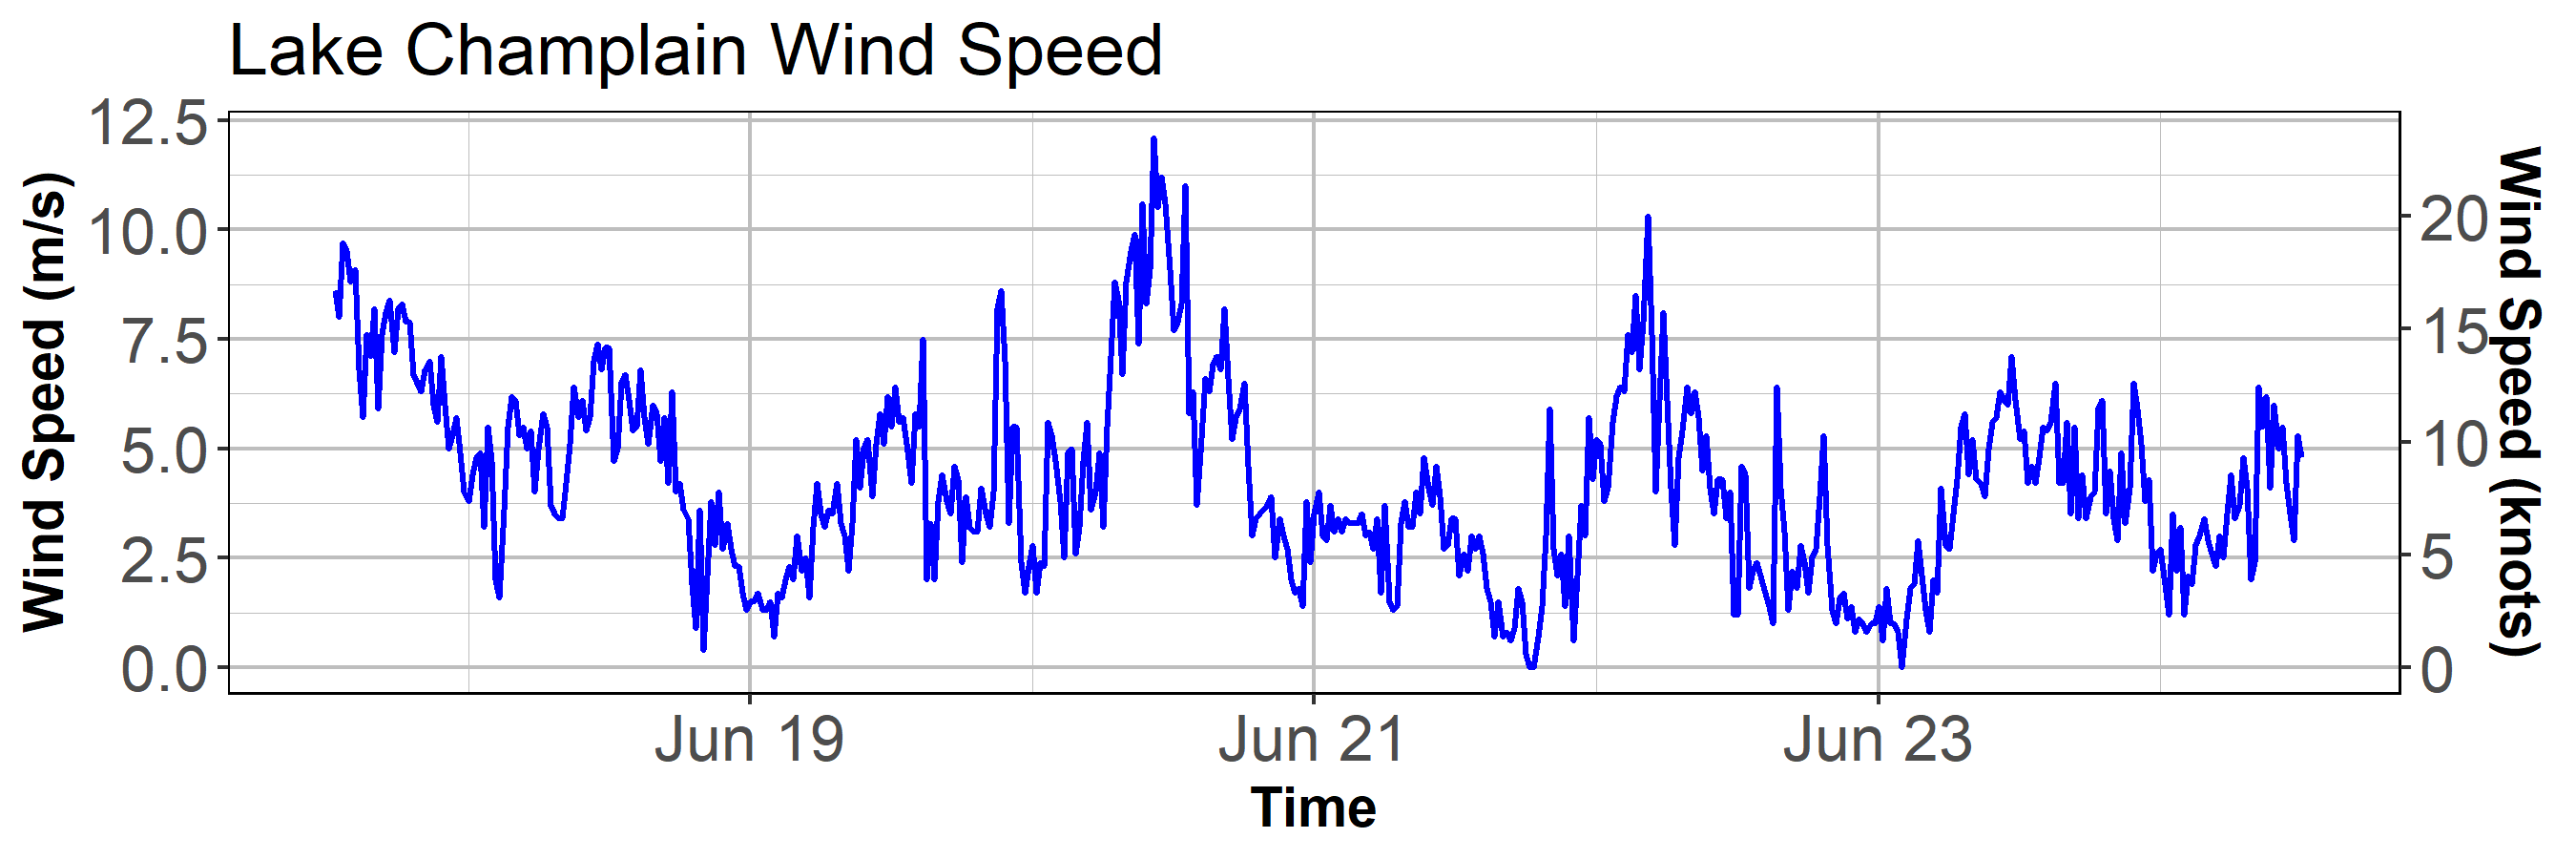 Lake Champlain Wind Speed
Wind Speed (m/s)
12.5
10.0
7.5
5.0
2.5
0.0
Wind Speed (knots)
20
15
10
5
0
Jun 19 Jun 21 Jun 23
Time